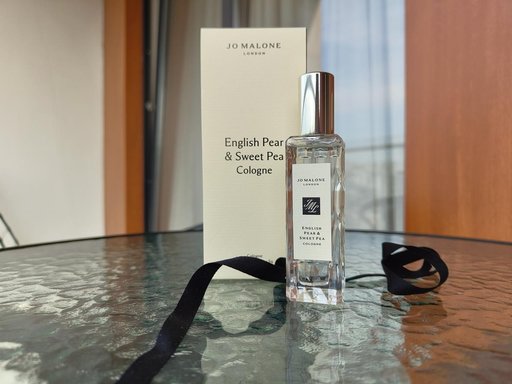 JO MALONE
LONDON
English Pear
& Sweet Pea
Cologne
JO MALONE
LONDON
ENGLISH
PEAR &
SWEET PEA
COLOGNE